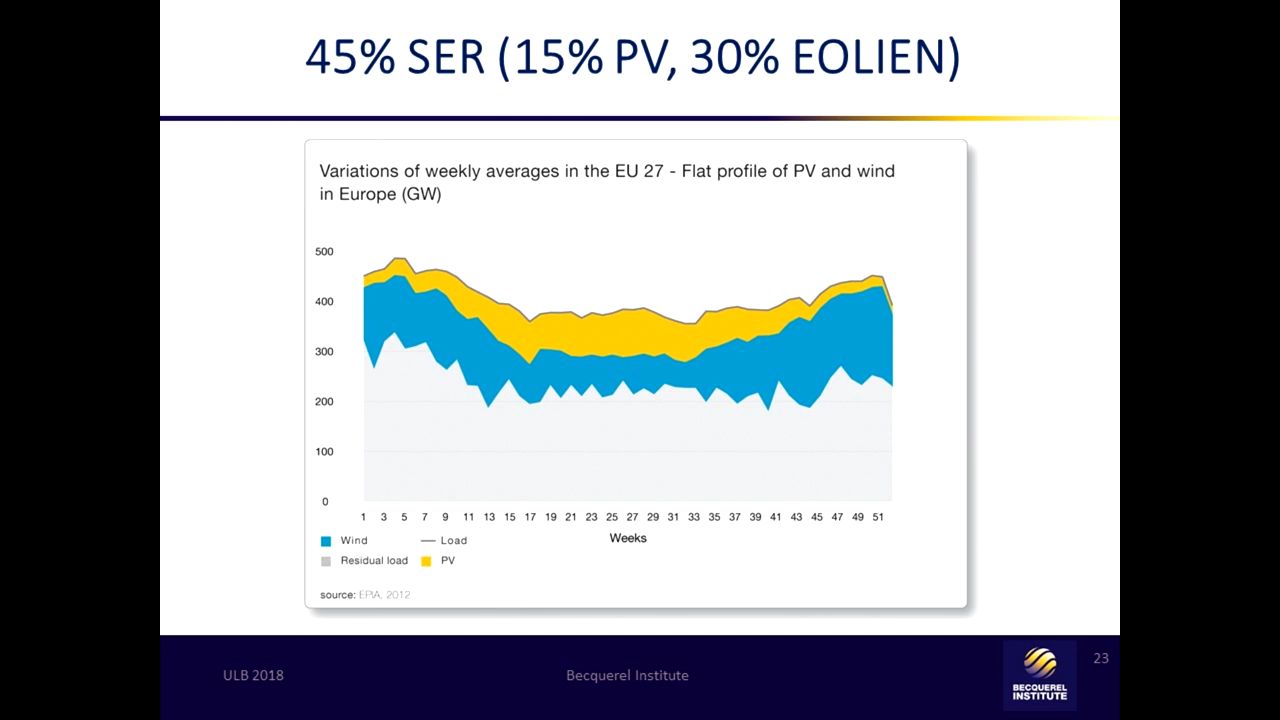 45% SER (15% PV, 30% EOLIEN)
Variations of weekly averages in the EU 27 - Flat profile of PV and wind
in Europe (GW)
500
400
300
200
100
0
1 3 5 7 9 11 13 15 17 19 21 23 25 27 29 31 33 35 37 39 41 43 45 47 49 51
Weeks
Wind
Load
Residual load
PV
source: EPIA, 2012
ULB 2018
Becquerel Institute
BECQUEREL
INSTITUTE
23